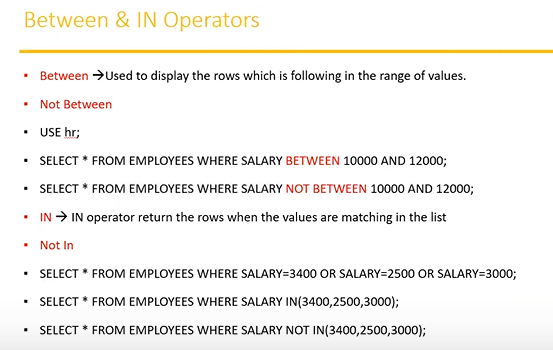 Between & IN Operators
Between →Used to display the rows which is following in the range of values.
Not Between
USE hr;
SELECT * FROM EMPLOYEES WHERE SALARY BETWEEN 10000 AND 12000;
SELECT * FROM EMPLOYEES WHERE SALARY NOT BETWEEN 10000 AND 12000;
IN → IN operator return the rows when the values are matching in the list
Not In
SELECT * FROM EMPLOYEES WHERE SALARY=3400 OR SALARY=2500 OR SALARY=3000;
SELECT * FROM EMPLOYEES WHERE SALARY IN(3400,2500,3000);
SELECT * FROM EMPLOYEES WHERE SALARY NOT IN(3400,2500,3000);